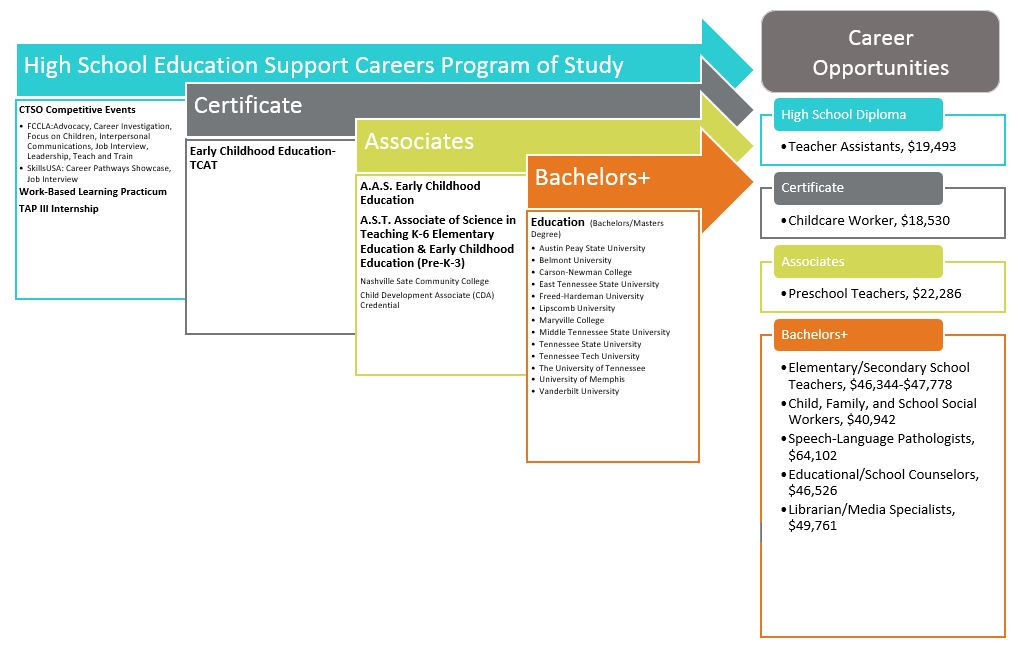 High School Education Support Careers Program of Study
CTSO Competitive Events
• FCCLA:Advocacy, Career Investigation,
Focus on Children, Interpersonal
Communications, Job Interview,
Leadership, Teach and Train
• SkillsUSA: Career Pathways Showcase,
Job Interview
Work-Based Learning Practicum
TAP III Internship
Certificate
Early Childhood Education-
TCAT
Associates
A.A.S. Early Childhood
Education
A.S.T. Associate of Science in
Teaching K-6 Elementary
Education & Early Childhood
Education (Pre-K-3)
Nashville Sate Community College
Child Development Associate (CDA)
Credential
Bachelors+
Education (Bachelors/Masters
Degree)
• Austin Peay State University
• Belmont University
• Carson-Newman College
• East Tennessee State University
• Freed-Hardeman University
• Lipscomb University
• Maryville College
• Middle Tennessee State University
• Tennessee State University
• Tennessee Tech University
• The University of Tennessee
• University of Memphis
• Vanderbilt University
Career
Opportunities
High School Diploma
•Teacher Assistants, $19,493
Certificate
•Childcare Worker, $18,530
Associates
•Preschool Teachers, $22,286
Bachelors+
•Elementary/Secondary School
Teachers, $46,344-$47,778
•Child, Family, and School Social
Workers, $40,942
•Speech-Language Pathologists,
$64,102
•Educational/School Counselors,
$46,526
•Librarian/Media Specialists,
$49,761